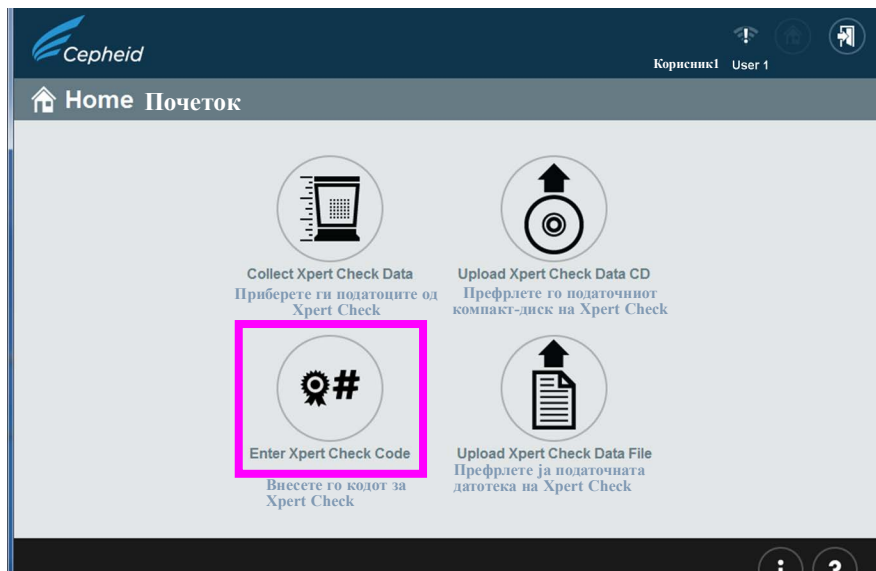 Cepheid
Корисник1 User 1
Home Почеток
Collect Xpert Check Data
Приберете ги податоците од
Xpert Check
Upload Xpert Check Data CD
Префрлете го податочниот
компакт-диск на Xpert Check
#
Enter Xpert Check Code
Внесете го кодот за
Xpert Check
Upload Xpert Check Data File
Префрлете ја податочната
датотека на Xpert Check
i ?